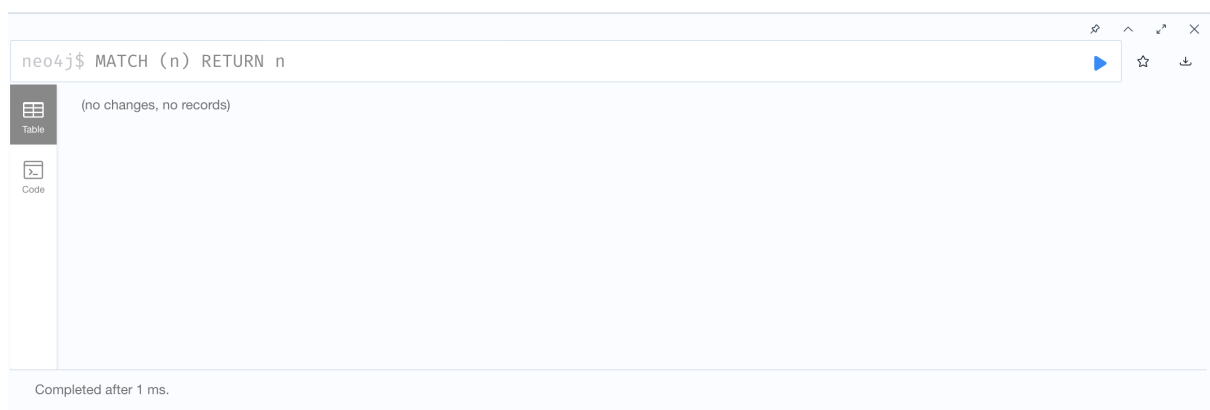 neo4j$ MATCH (n) RETURN n
(no changes, no records)
Table
Code
Completed after 1 ms.